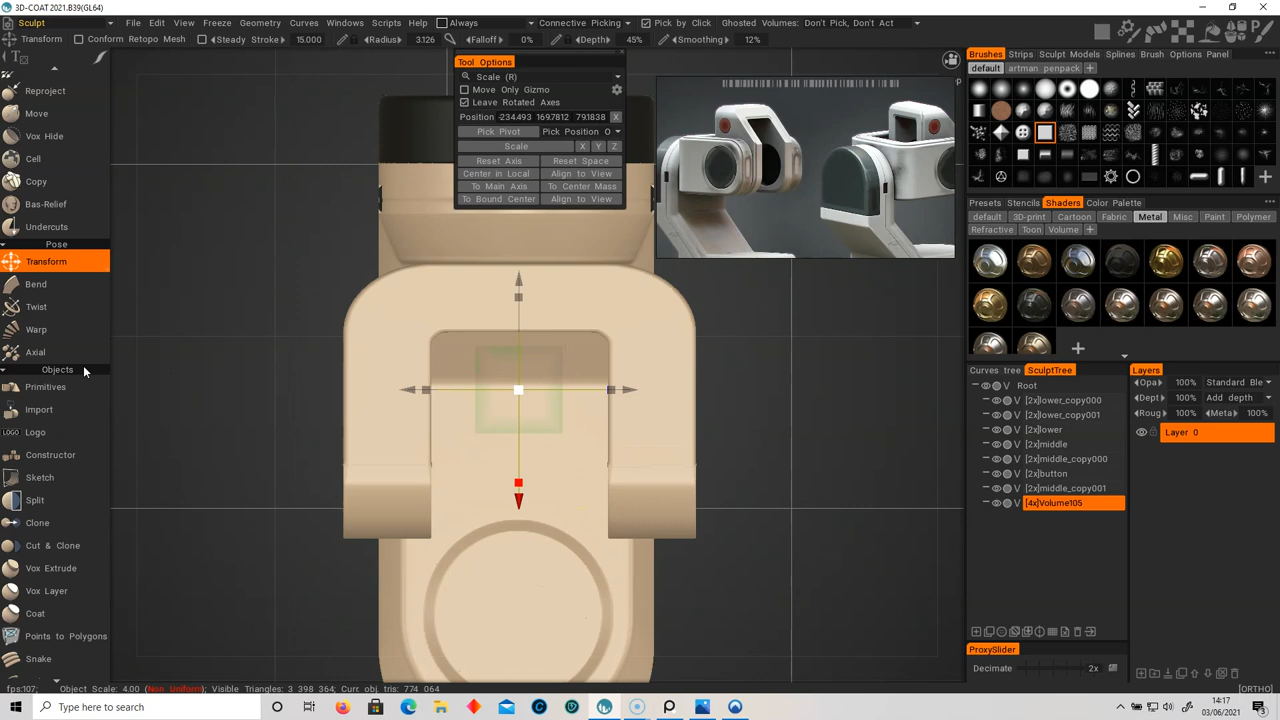 3D-COAT 2021.B39(GL64)
Sculpt File Edit Windows Freeze Geometry Curves Windows Scripts Help Always Connective Picking Pick by Click Ghosted Volumes: Don't Pick, Don't Act
Transform Conform Retopo Mesh Steady Stroke 15.000 Radius 3.126 Falloff 0% Depth 45% Smoothing 12%
Reproject
Move
Vox Hide
Cell
Copy
Bas-Relief
Undercuts
Pose
Transform
Bend
Twist
Warp
Axial
Objects
Primitives
Import
LOGO Logo
Constructor
Sketch
Split
Clone
Cut & Clone
Vox Extrude
Vox Layer
Coat
Points to Polygons
Snake
Tool Options
Scale (R)
Move Only Gizmo
Leave Rotated Axes
Position -234.493 169.7812 79.1838 X
Pick Pivot Pick Position O
Scale X Y Z
Reset Axis Reset Space
Center in Local Align to View
To Main Axis To Center Mass
To Bound Center Align to View
Brushes Strips Sculpt Models Splines Brush Options Panel
default artman penpack +
Presets Stencils Shaders Color Palette
default 3D-print Cartoon Fabric Metal Misc Paint Polymer
Refractive Toon Volume +
Curves tree SculptTree
Root
V [2x]lower_copy000
V [2x]lower_copy001
V [2x]lower
V [2x]middle
V [2x]middle_copy000
V [2x]button
V [2x]middle_copy001
V [4x]Volume105
ProxySlider
Decimate 2x
Layers
Opa 100% Standard Ble
Dept 100% Add depth
Roug 100% Meta 100%
Layer 0
fps:107; Object Scale: 4.00 (Non Uniform); Visible Triangles: 3 398 364; Curr. obj. tris: 774 064 [ORTHO]
Type here to search
14:17
03/06/2021